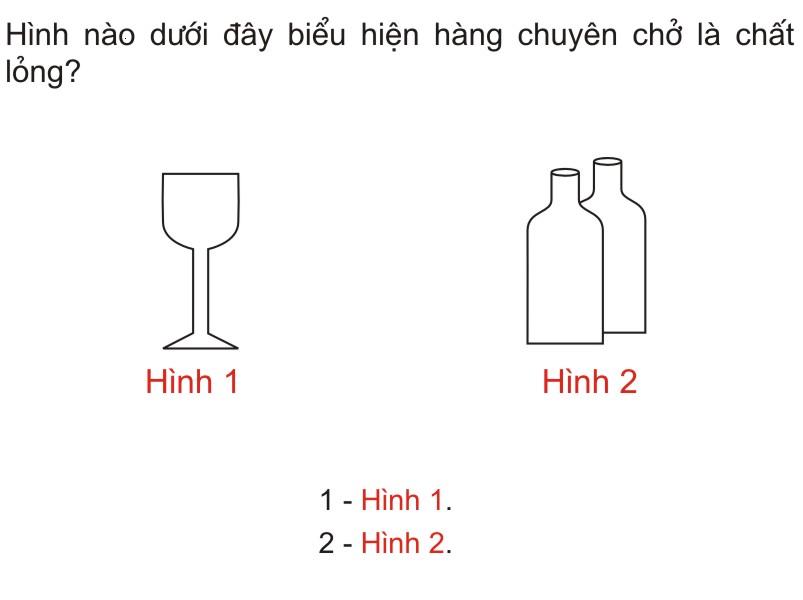 Hình nào dưới đây biểu hiện hàng chuyên chở là chất
lỏng?
Hình 1
Hình 2
1 - Hình 1.
2 - Hình 2.